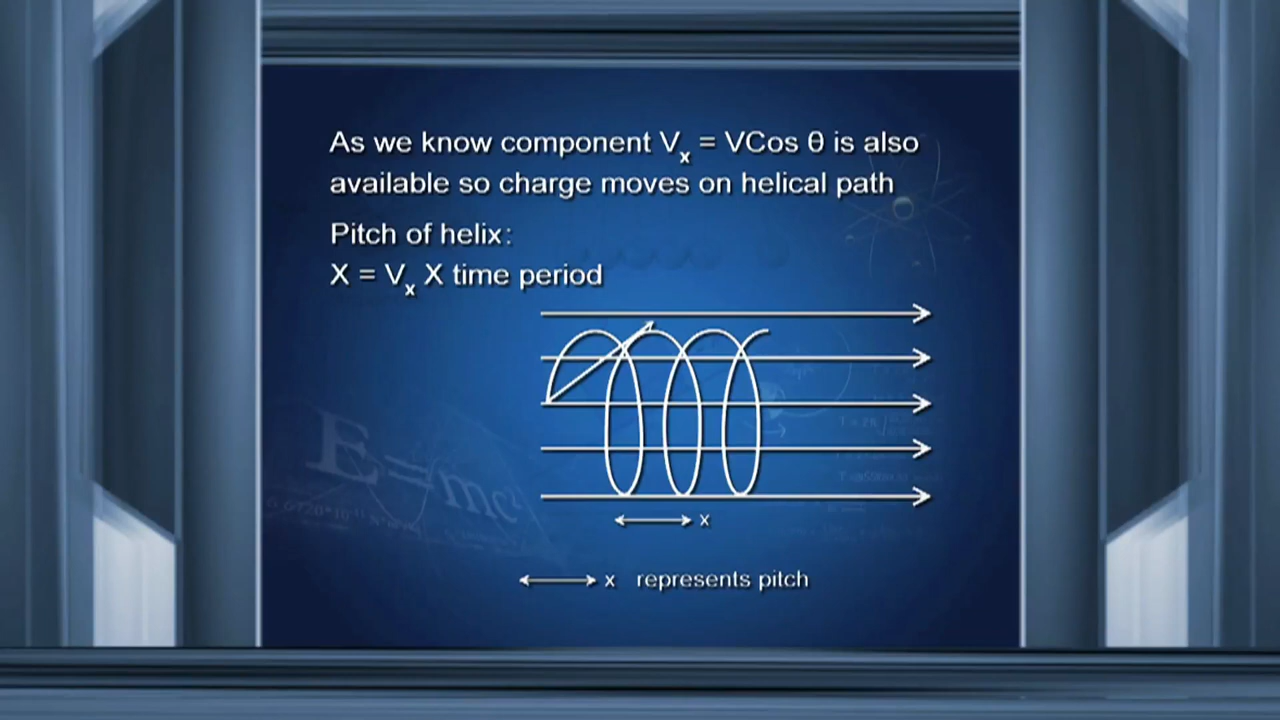 As we know component Vₓ = VCos θ is also
available so charge moves on helical path
Pitch of helix:
X = Vₓ X time period
x
x represents pitch
E=mc²